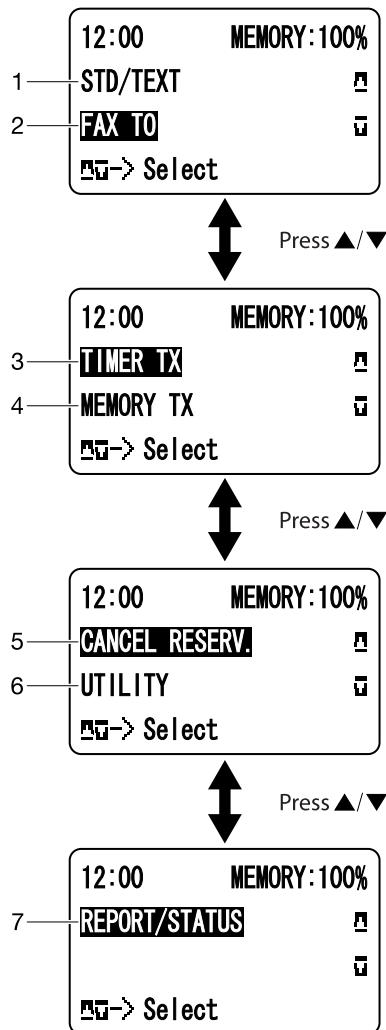 12:00 MEMORY:100%
1 STD/TEXT
2 FAX TO
-> Select
Press ▲/▼
12:00 MEMORY:100%
3 TIMER TX
4 MEMORY TX
-> Select
Press ▲/▼
12:00 MEMORY:100%
5 CANCEL RESERV.
6 UTILITY
-> Select
Press ▲/▼
12:00 MEMORY:100%
7 REPORT/STATUS
-> Select